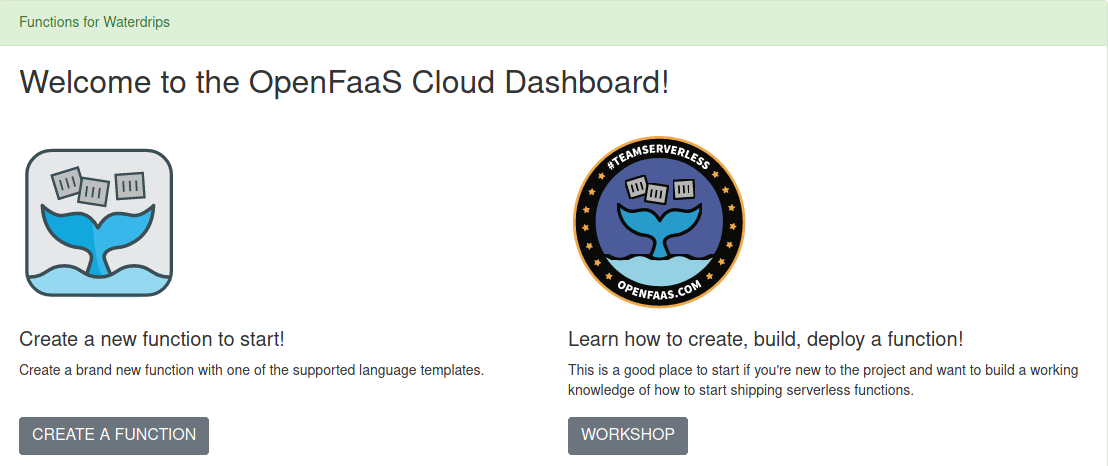 Functions for Waterdrips
Welcome to the OpenFaaS Cloud Dashboard!
#TEAMSERVERLESS
OPENFAAS.COM
Create a new function to start!
Create a brand new function with one of the supported language templates.
CREATE A FUNCTION
Learn how to create, build, deploy a function!
This is a good place to start if you're new to the project and want to build a working
knowledge of how to start shipping serverless functions.
WORKSHOP